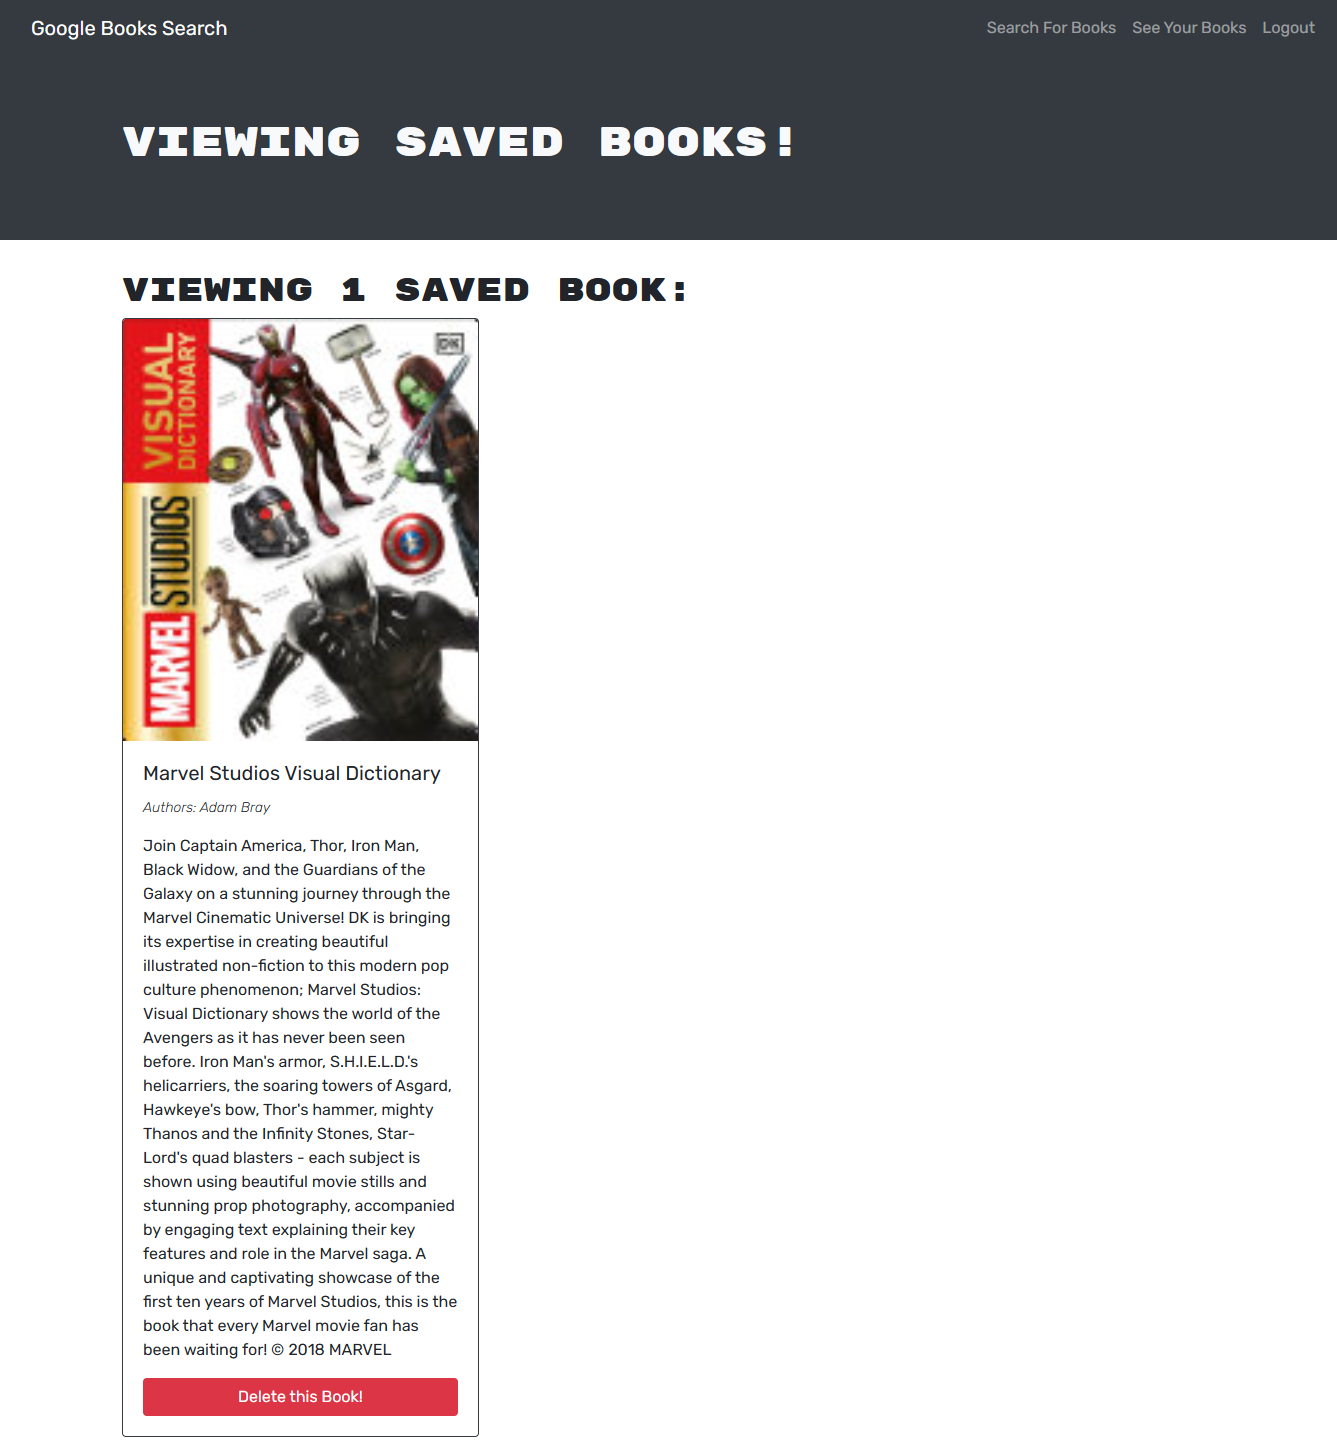 Google Books Search
Search For Books
See Your Books
Logout
VIEWING SAVED BOOKS!
VIEWING 1 SAVED BOOK:
VISUAL
DICTIONARY
DK
MARVEL STUDIOS
Marvel Studios Visual Dictionary
Authors: Adam Bray
Join Captain America, Thor, Iron Man,
Black Widow, and the Guardians of the
Galaxy on a stunning journey through the
Marvel Cinematic Universe! DK is bringing
its expertise in creating beautiful
illustrated non-fiction to this modern pop
culture phenomenon; Marvel Studios:
Visual Dictionary shows the world of the
Avengers as it has never been seen
before. Iron Man's armor, S.H.I.E.L.D.'s
helicarriers, the soaring towers of Asgard,
Hawkeye's bow, Thor's hammer, mighty
Thanos and the Infinity Stones, Star-
Lord's quad blasters - each subject is
shown using beautiful movie stills and
stunning prop photography, accompanied
by engaging text explaining their key
features and role in the Marvel saga. A
unique and captivating showcase of the
first ten years of Marvel Studios, this is the
book that every Marvel movie fan has
been waiting for! © 2018 MARVEL
Delete this Book!